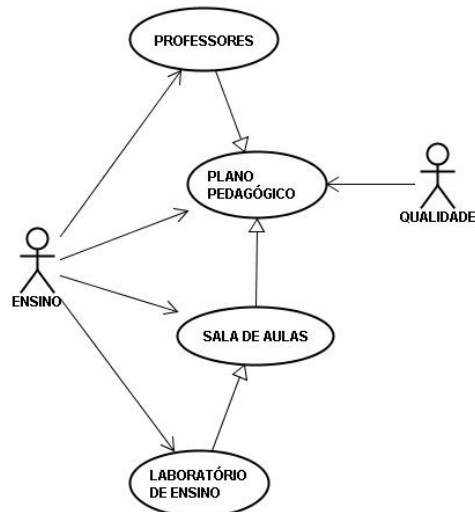 PROFESSORES
PLANO
PEDAGÓGICO
QUALIDADE
ENSINO
SALA DE AULAS
LABORATÓRIO
DE ENSINO